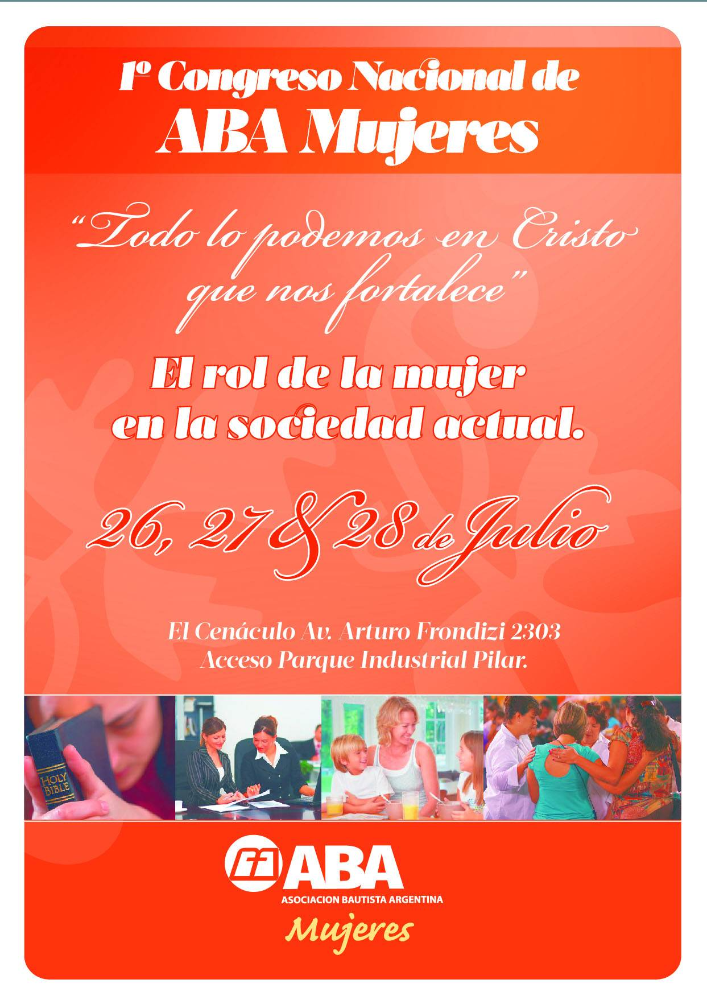 1º Congreso Nacional de
ABA Mujeres
“Todo lo podemos en Cristo
que nos fortalece”
El rol de la mujer
en la sociedad actual.
26, 27 & 28 de Julio
El Cenáculo Av. Arturo Frondizi 2303
Acceso Parque Industrial Pilar.
HOLY
BIBLE
ABA
ASOCIACION BAUTISTA ARGENTINA
Mujeres